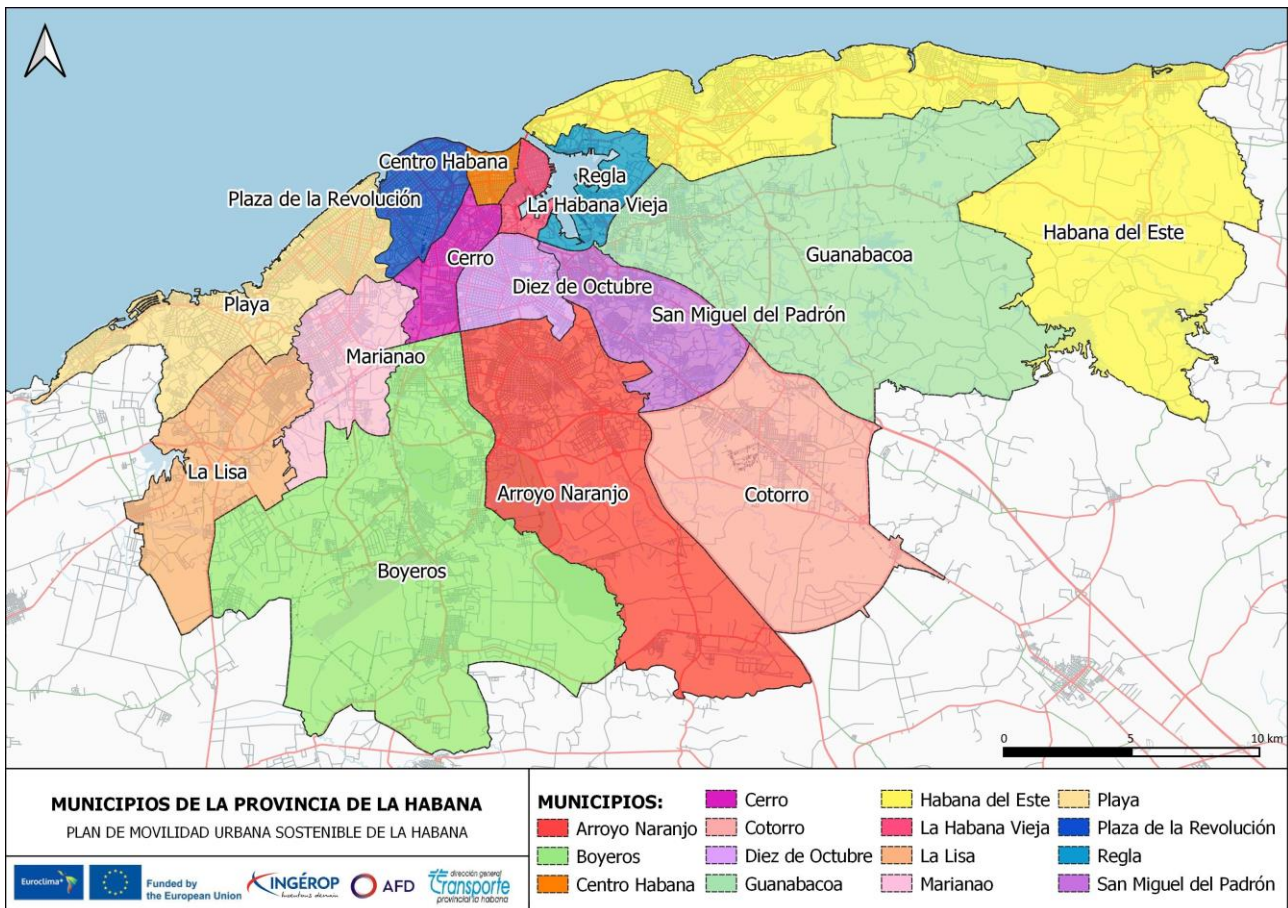 Centro Habana
Regla
Plaza de la Revolución
La Habana Vieja
Habana del Este
Guanabacoa
Cerro
Diez de Octubre
Playa
San Miguel del Padrón
Marianao
La Lisa
Arroyo Naranjo
Cotorro
Boyeros
0 5 10 km
MUNICIPIOS DE LA PROVINCIA DE LA HABANA
PLAN DE MOVILIDAD URBANA SOSTENIBLE DE LA HABANA
Euroclima
Funded by
the European Union
INGÉROP
AFD
dirección general
Transporte
provincial la habana
MUNICIPIOS:
Arroyo Naranjo
Boyeros
Centro Habana
Cerro
Cotorro
Diez de Octubre
Guanabacoa
Habana del Este
La Habana Vieja
La Lisa
Marianao
Playa
Plaza de la Revolución
Regla
San Miguel del Padrón